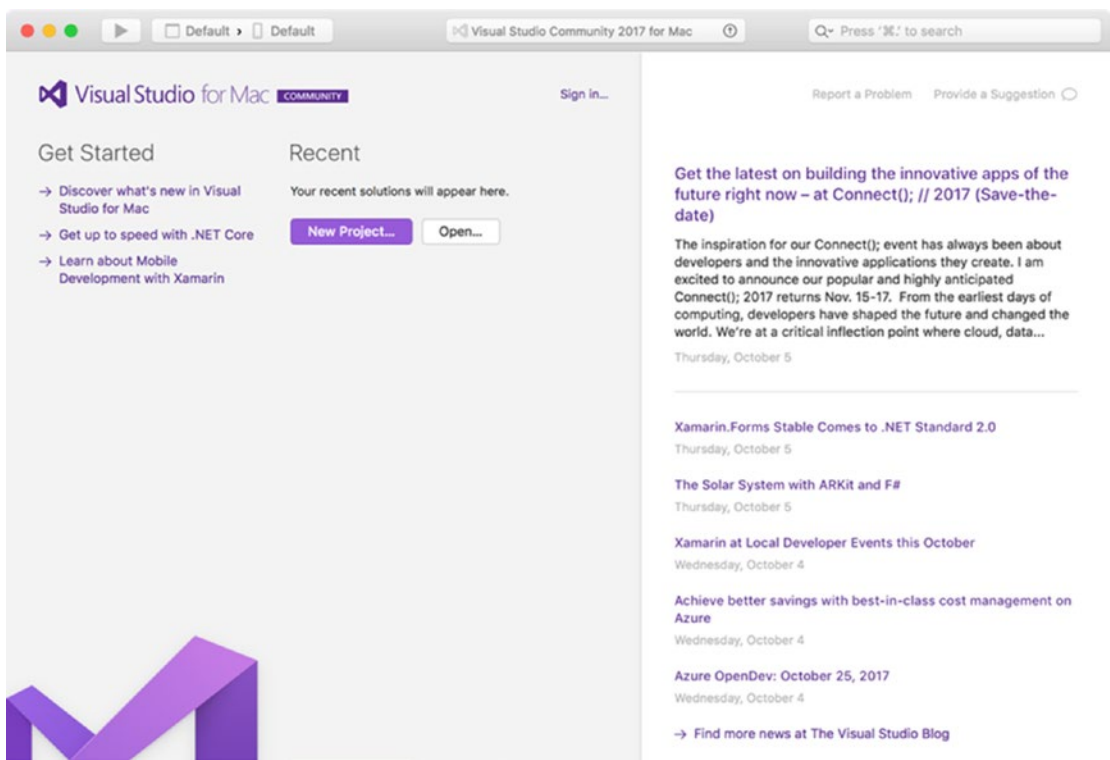 Default › Default
Visual Studio Community 2017 for Mac
Press '⌘.' to search
Visual Studio for Mac COMMUNITY
Sign in...
Get Started
→ Discover what's new in Visual
Studio for Mac
→ Get up to speed with .NET Core
→ Learn about Mobile
Development with Xamarin
Recent
Your recent solutions will appear here.
New Project... Open...
Report a Problem Provide a Suggestion
Get the latest on building the innovative apps of the
future right now – at Connect(); // 2017 (Save-the-
date)
The inspiration for our Connect(); event has always been about
developers and the innovative applications they create. I am
excited to announce our popular and highly anticipated
Connect(); 2017 returns Nov. 15-17. From the earliest days of
computing, developers have shaped the future and changed the
world. We're at a critical inflection point where cloud, data...
Thursday, October 5
Xamarin.Forms Stable Comes to .NET Standard 2.0
Thursday, October 5
The Solar System with ARKit and F#
Thursday, October 5
Xamarin at Local Developer Events this October
Wednesday, October 4
Achieve better savings with best-in-class cost management on
Azure
Wednesday, October 4
Azure OpenDev: October 25, 2017
Wednesday, October 4
→ Find more news at The Visual Studio Blog